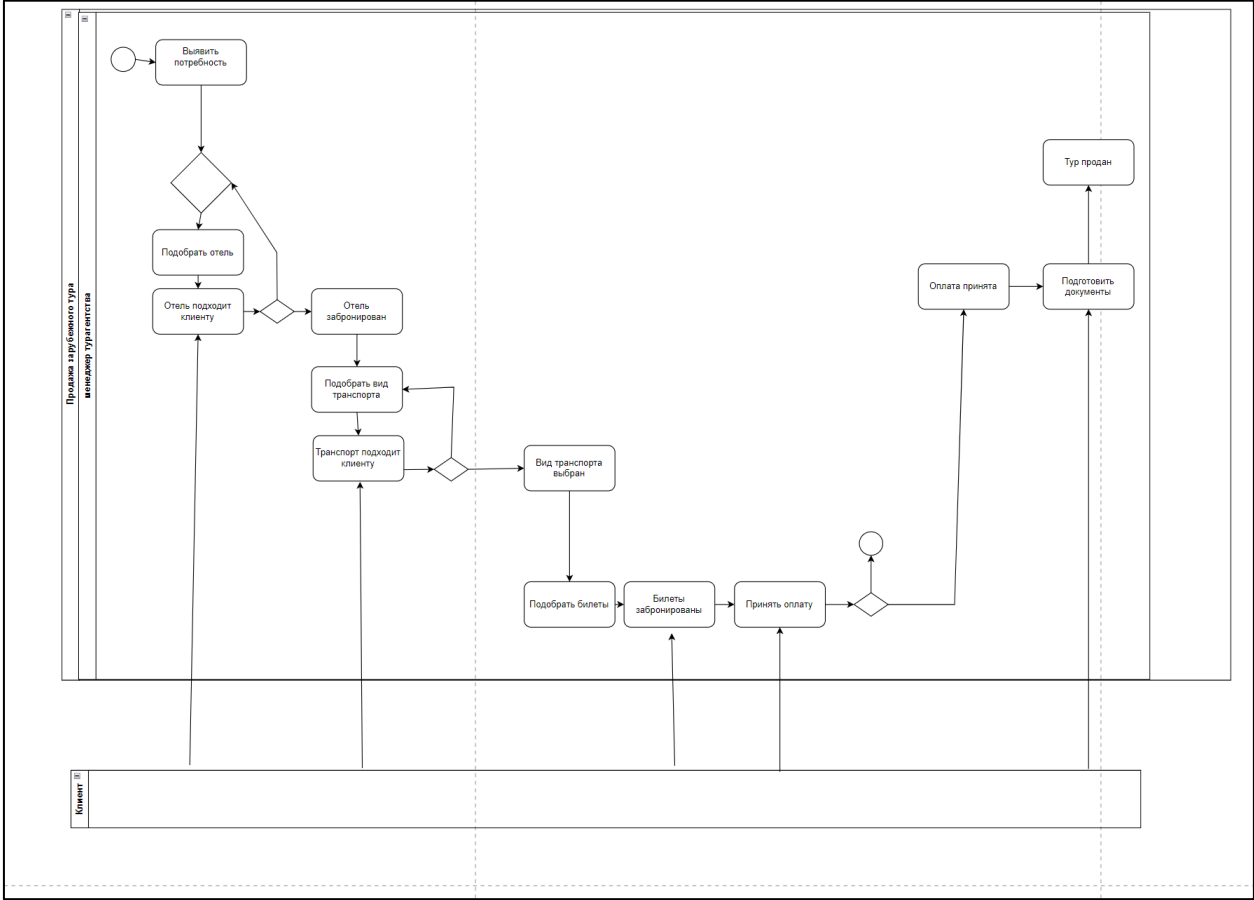 Продажа зарубежного тура
менеджер турагентства
Выявить
потребность
Подобрать отель
Отель подходит
клиенту
Отель
забронирован
Подобрать вид
транспорта
Транспорт подходит
клиенту
Вид транспорта
выбран
Подобрать билеты
Билеты
забронированы
Принять оплату
Оплата принята
Подготовить
документы
Тур продан
Клиент